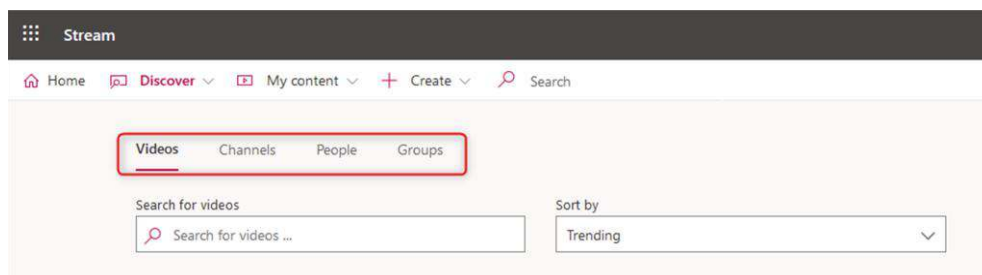 Stream
Home Discover My content Create Search
Videos Channels People Groups
Search for videos Sort by
Search for videos ... Trending